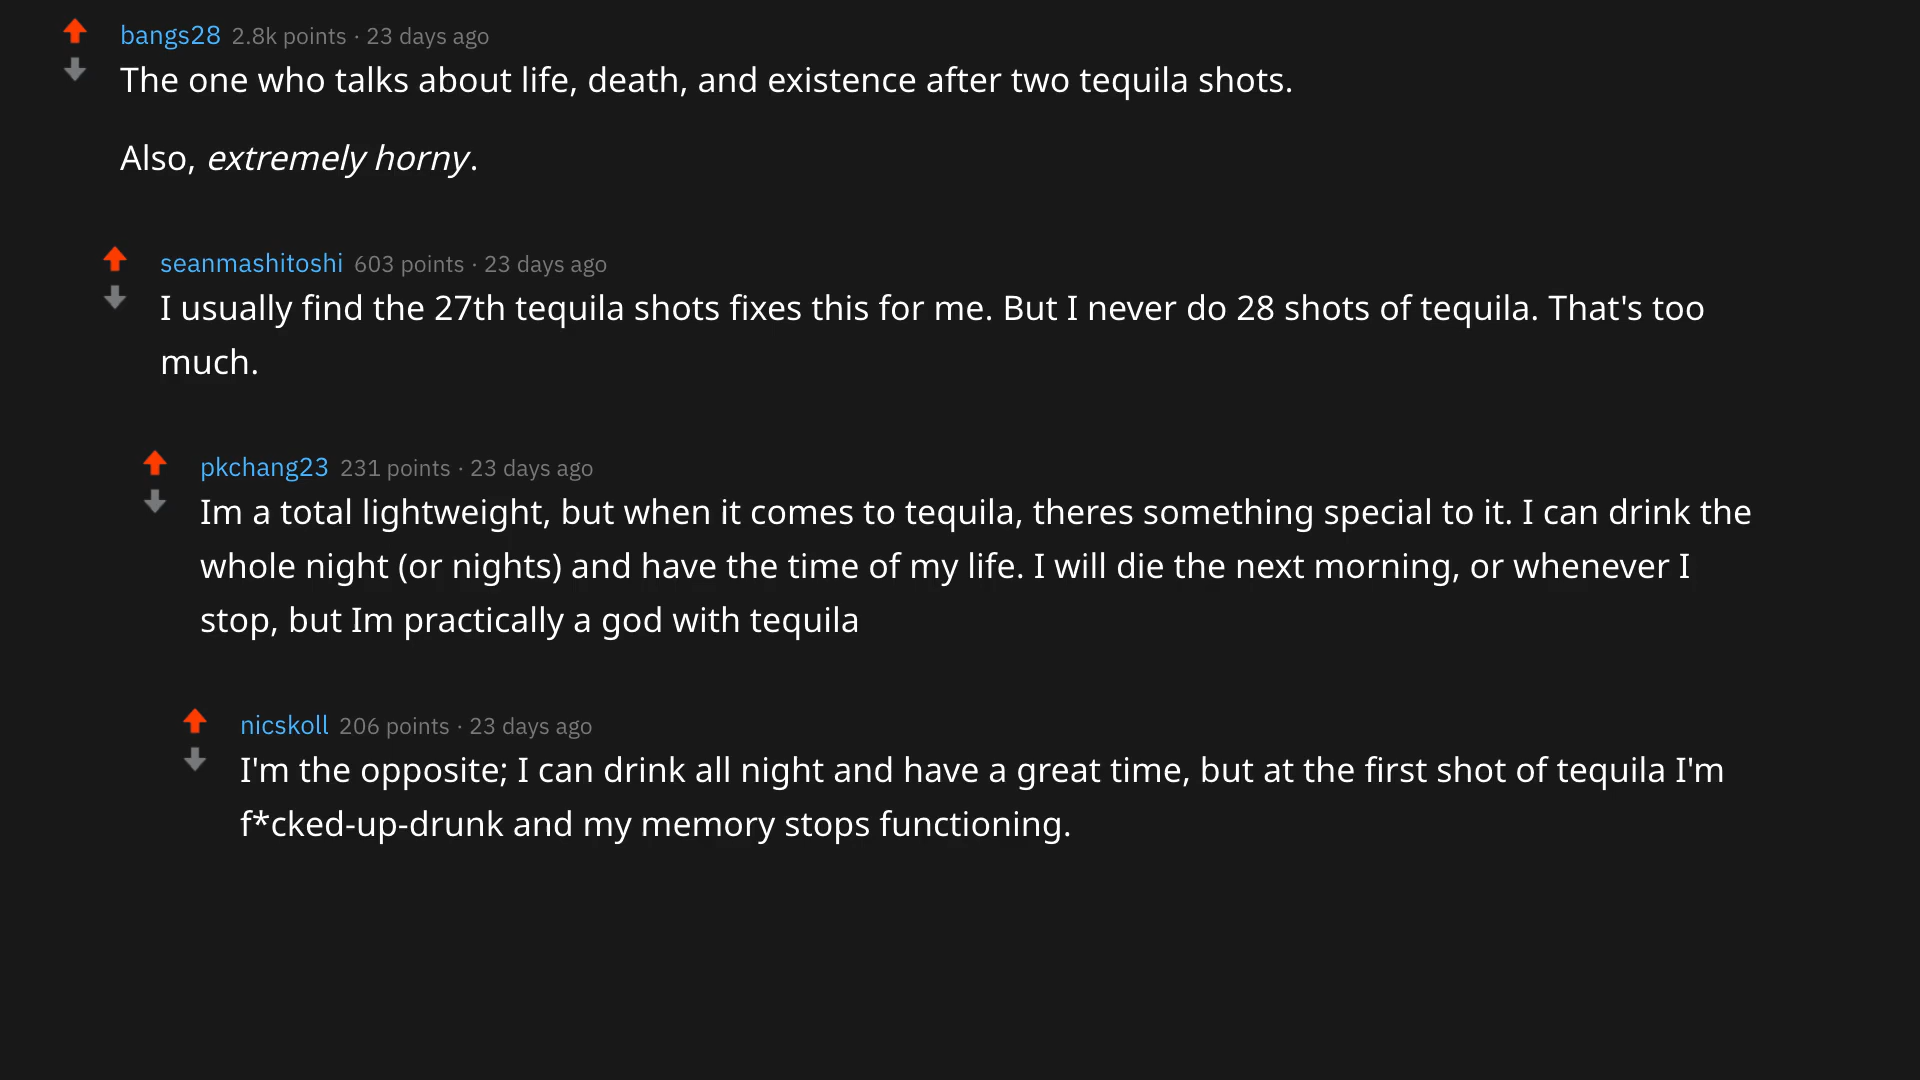 bangs28 2.8k points · 23 days ago
The one who talks about life, death, and existence after two tequila shots.
Also, extremely horny.
seanmashitoshi 603 points · 23 days ago
I usually find the 27th tequila shots fixes this for me. But I never do 28 shots of tequila. That's too
much.
pkchang23 231 points · 23 days ago
Im a total lightweight, but when it comes to tequila, theres something special to it. I can drink the
whole night (or nights) and have the time of my life. I will die the next morning, or whenever I
stop, but Im practically a god with tequila
nicskoll 206 points · 23 days ago
I'm the opposite; I can drink all night and have a great time, but at the first shot of tequila I'm
f*cked-up-drunk and my memory stops functioning.